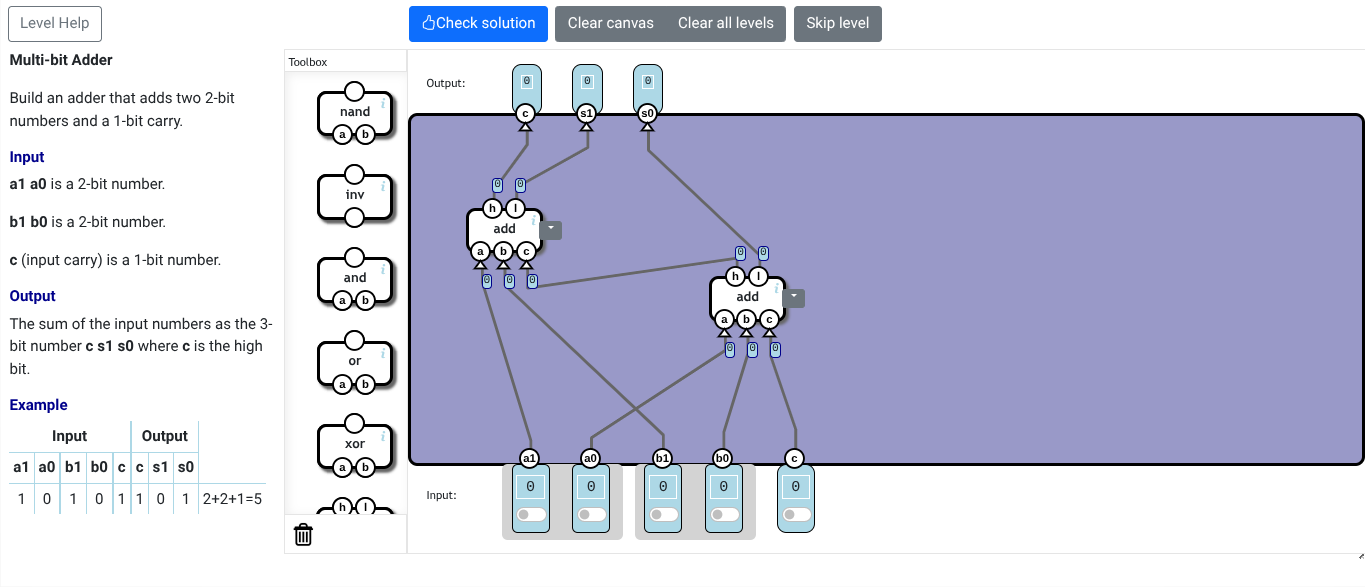 Level Help
Check solution
Clear canvas
Clear all levels
Skip level
Multi-bit Adder
Build an adder that adds two 2-bit
numbers and a 1-bit carry.
Input
a1 a0 is a 2-bit number.
b1 b0 is a 2-bit number.
c (input carry) is a 1-bit number.
Output
The sum of the input numbers as the 3-
bit number c s1 s0 where c is the high
bit.
Example
Input Output
a1 a0 b1 b0 c c s1 s0
1 0 1 0 1 1 0 1 2+2+1=5
Toolbox
nand
i
a b
inv
i
and
i
a b
or
i
a b
xor
i
a b
h l
Output:
0 0 0
c s1 s0
0 0
h l
add
i
a b c
0 0 0
0 0
h l
add
i
a b c
0 0 0
a1 a0 b1 b0 c
Input:
0 0 0 0 0